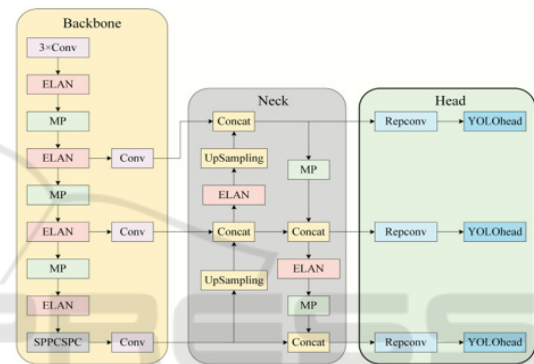 Backbone
3×Conv
ELAN
MP
ELAN
Conv
MP
ELAN
Conv
MP
ELAN
SPPCSPC
Conv
Neck
Concat
UpSampling
MP
ELAN
Concat
Concat
ELAN
UpSampling
MP
Concat
Head
Repconv
YOLOhead
Repconv
YOLOhead
Repconv
YOLOhead